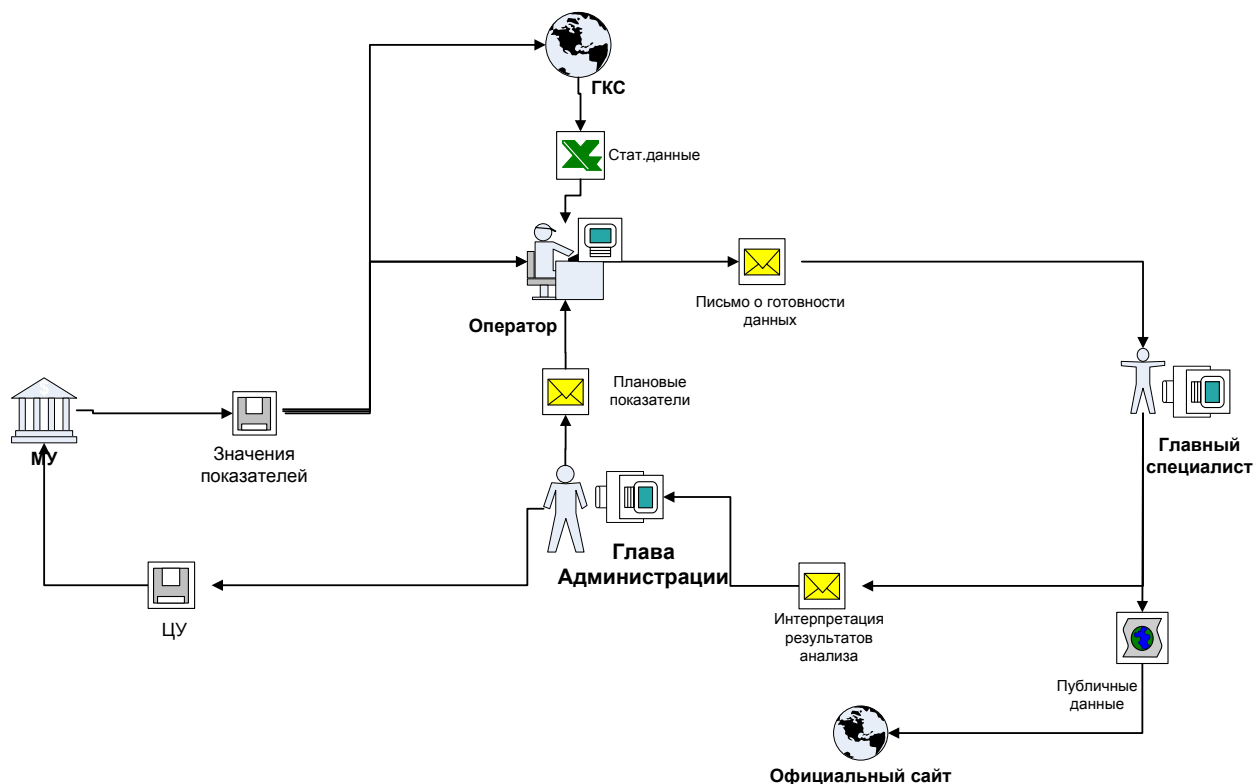 ГКС
Стат.данные
Оператор
Письмо о готовности
данных
Плановые
показатели
МУ
Значения
показателей
Главный
специалист
Глава
Администрации
ЦУ
Интерпретация
результатов
анализа
Публичные
данные
Официальный сайт